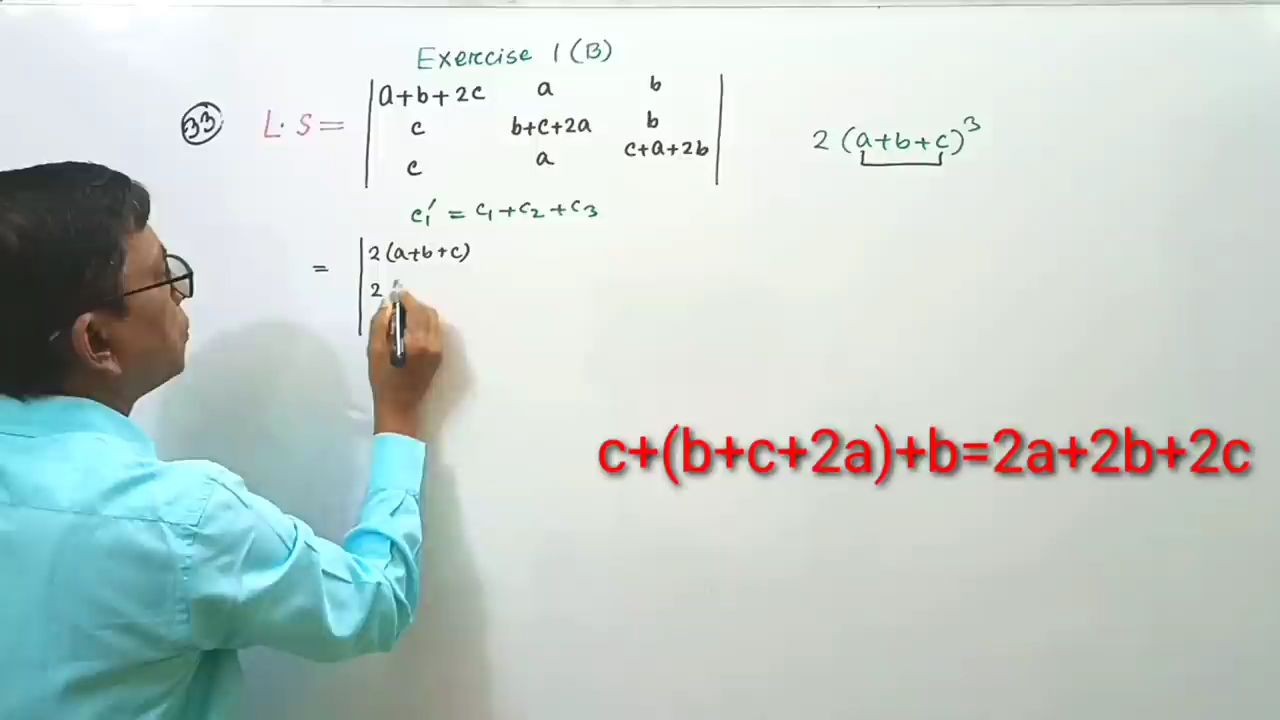 Exercise 1(B)
33 L.S = | a+b+2c a b |
| c b+c+2a b |
| c a c+a+2b |
2 (a+b+c)³
c₁′ = c₁+c₂+c₃
= | 2(a+b+c)
2
c+(b+c+2a)+b=2a+2b+2c